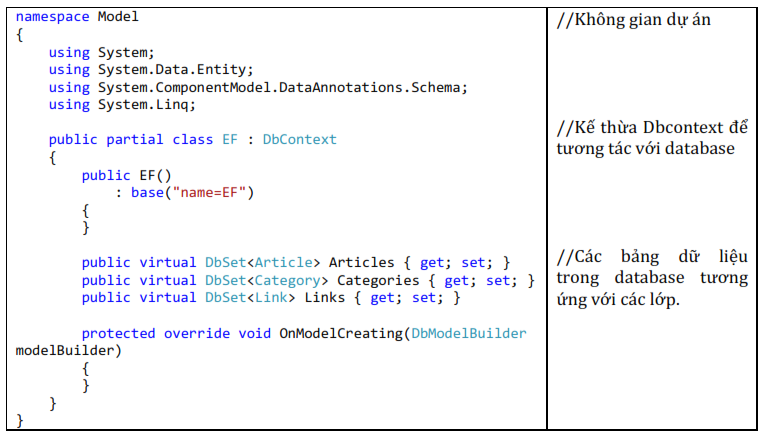 namespace Model
{
    using System;
    using System.Data.Entity;
    using System.ComponentModel.DataAnnotations.Schema;
    using System.Linq;

    public partial class EF : DbContext
    {
        public EF()
            : base("name=EF")
        {
        }

        public virtual DbSet<Article> Articles { get; set; }
        public virtual DbSet<Category> Categories { get; set; }
        public virtual DbSet<Link> Links { get; set; }

        protected override void OnModelCreating(DbModelBuilder
modelBuilder)
        {
        }
    }
}
//Không gian dự án
//Kế thừa Dbcontext để
tương tác với database
//Các bảng dữ liệu
trong database tương
ứng với các lớp.